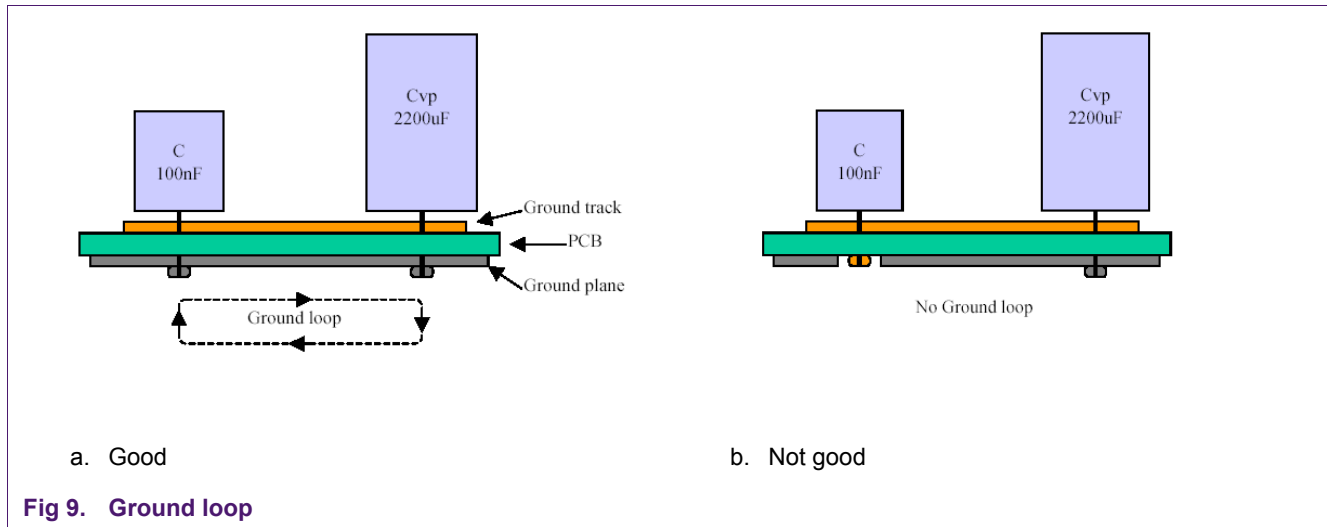 C
100nF
Cvp
2200uF
Ground track
PCB
Ground plane
Ground loop
a. Good
C
100nF
Cvp
2200uF
No Ground loop
b. Not good
Fig 9. Ground loop